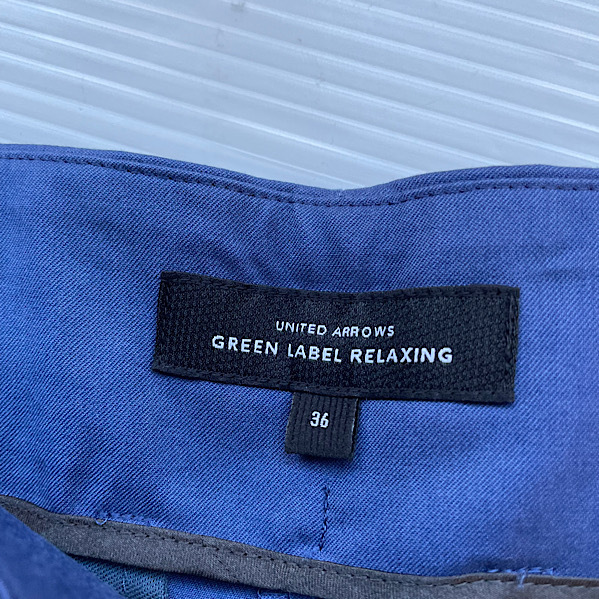 UNITED ARROWS
GREEN LABEL RELAXING
36